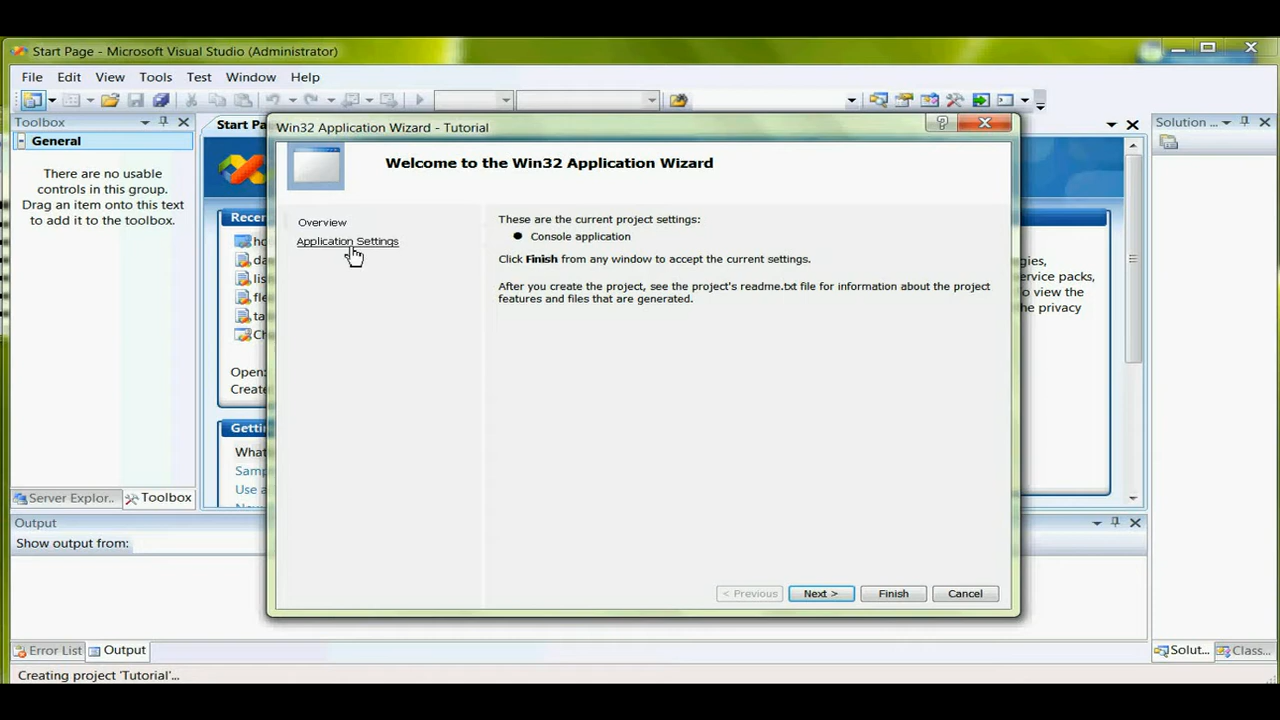 Start Page - Microsoft Visual Studio (Administrator)
File Edit View Tools Test Window Help
Toolbox
General
There are no usable
controls in this group.
Drag an item onto this text
to add it to the toolbox.
Server Explor..
Toolbox
Start Pa
Recen
Open:
Create
Getti
What
Samp
Use a
Win32 Application Wizard - Tutorial
Welcome to the Win32 Application Wizard
Overview
Application Settings
These are the current project settings:
Console application
Click Finish from any window to accept the current settings.
After you create the project, see the project's readme.txt file for information about the project
features and files that are generated.
< Previous
Next >
Finish
Cancel
gies,
rvice packs,
o view the
he privacy
Solution ...
Output
Show output from:
Error List
Output
Solut...
Class...
Creating project 'Tutorial'...